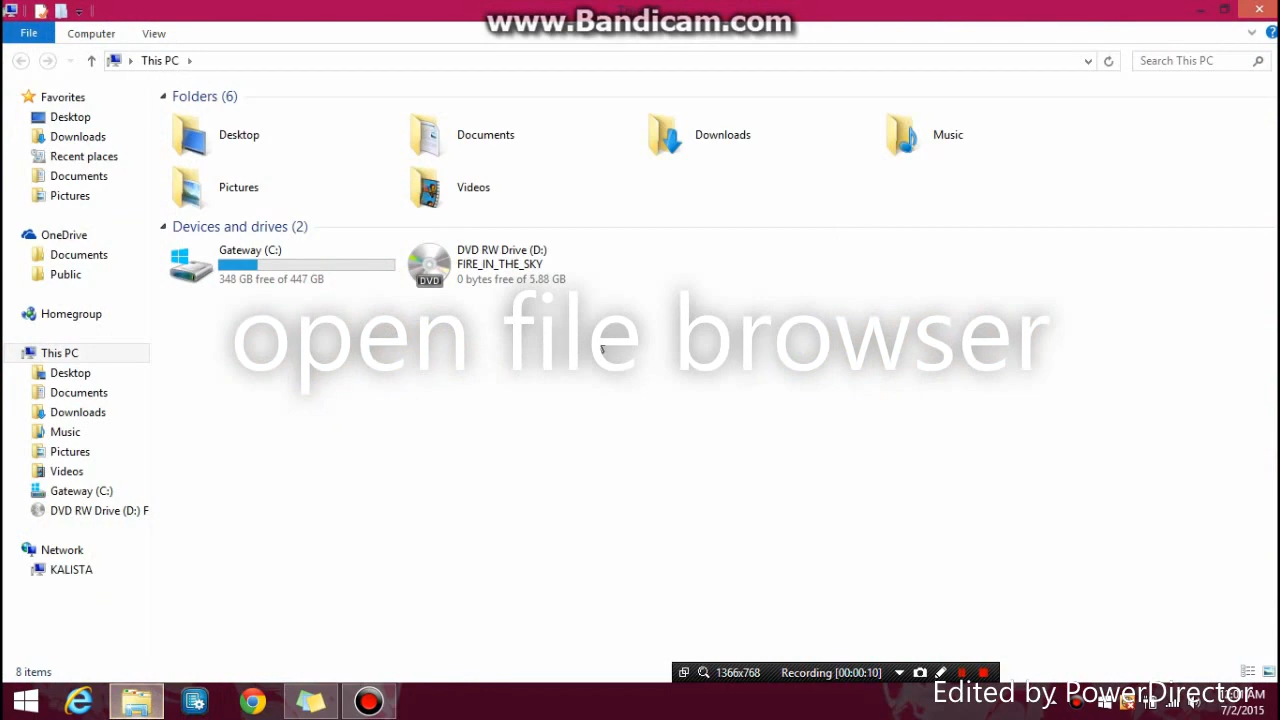 www.Bandicam.com
File
Computer
View
This PC
Search This PC
Favorites
Desktop
Downloads
Recent places
Documents
Pictures
OneDrive
Documents
Public
Homegroup
This PC
Desktop
Documents
Downloads
Music
Pictures
Videos
Gateway (C:)
DVD RW Drive (D:) F
Network
KALISTA
Folders (6)
Desktop
Documents
Downloads
Music
Pictures
Videos
Devices and drives (2)
Gateway (C:)
348 GB free of 447 GB
DVD RW Drive (D:)
FIRE_IN_THE_SKY
0 bytes free of 5.88 GB
DVD
open file browser
8 items
1366x768
Recording [00:00:10]
Edited by PowerDirector
7/2/2015